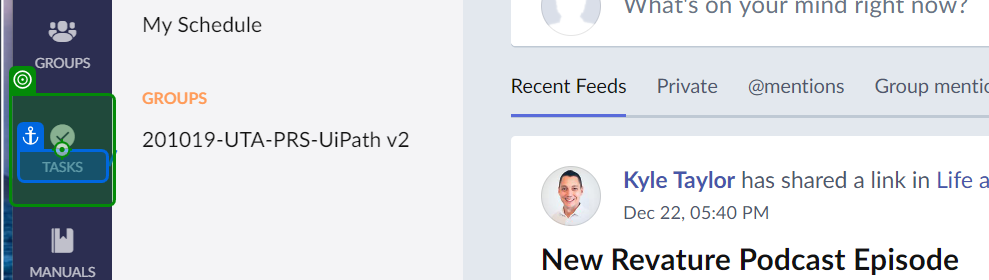 GROUPS
TASKS
MANUALS
My Schedule
GROUPS
201019-UTA-PRS-UiPath v2
What's on your mind right now?
Recent Feeds Private @mentions Group mentic
Kyle Taylor has shared a link in Life a
Dec 22, 05:40 PM
New Revature Podcast Episode